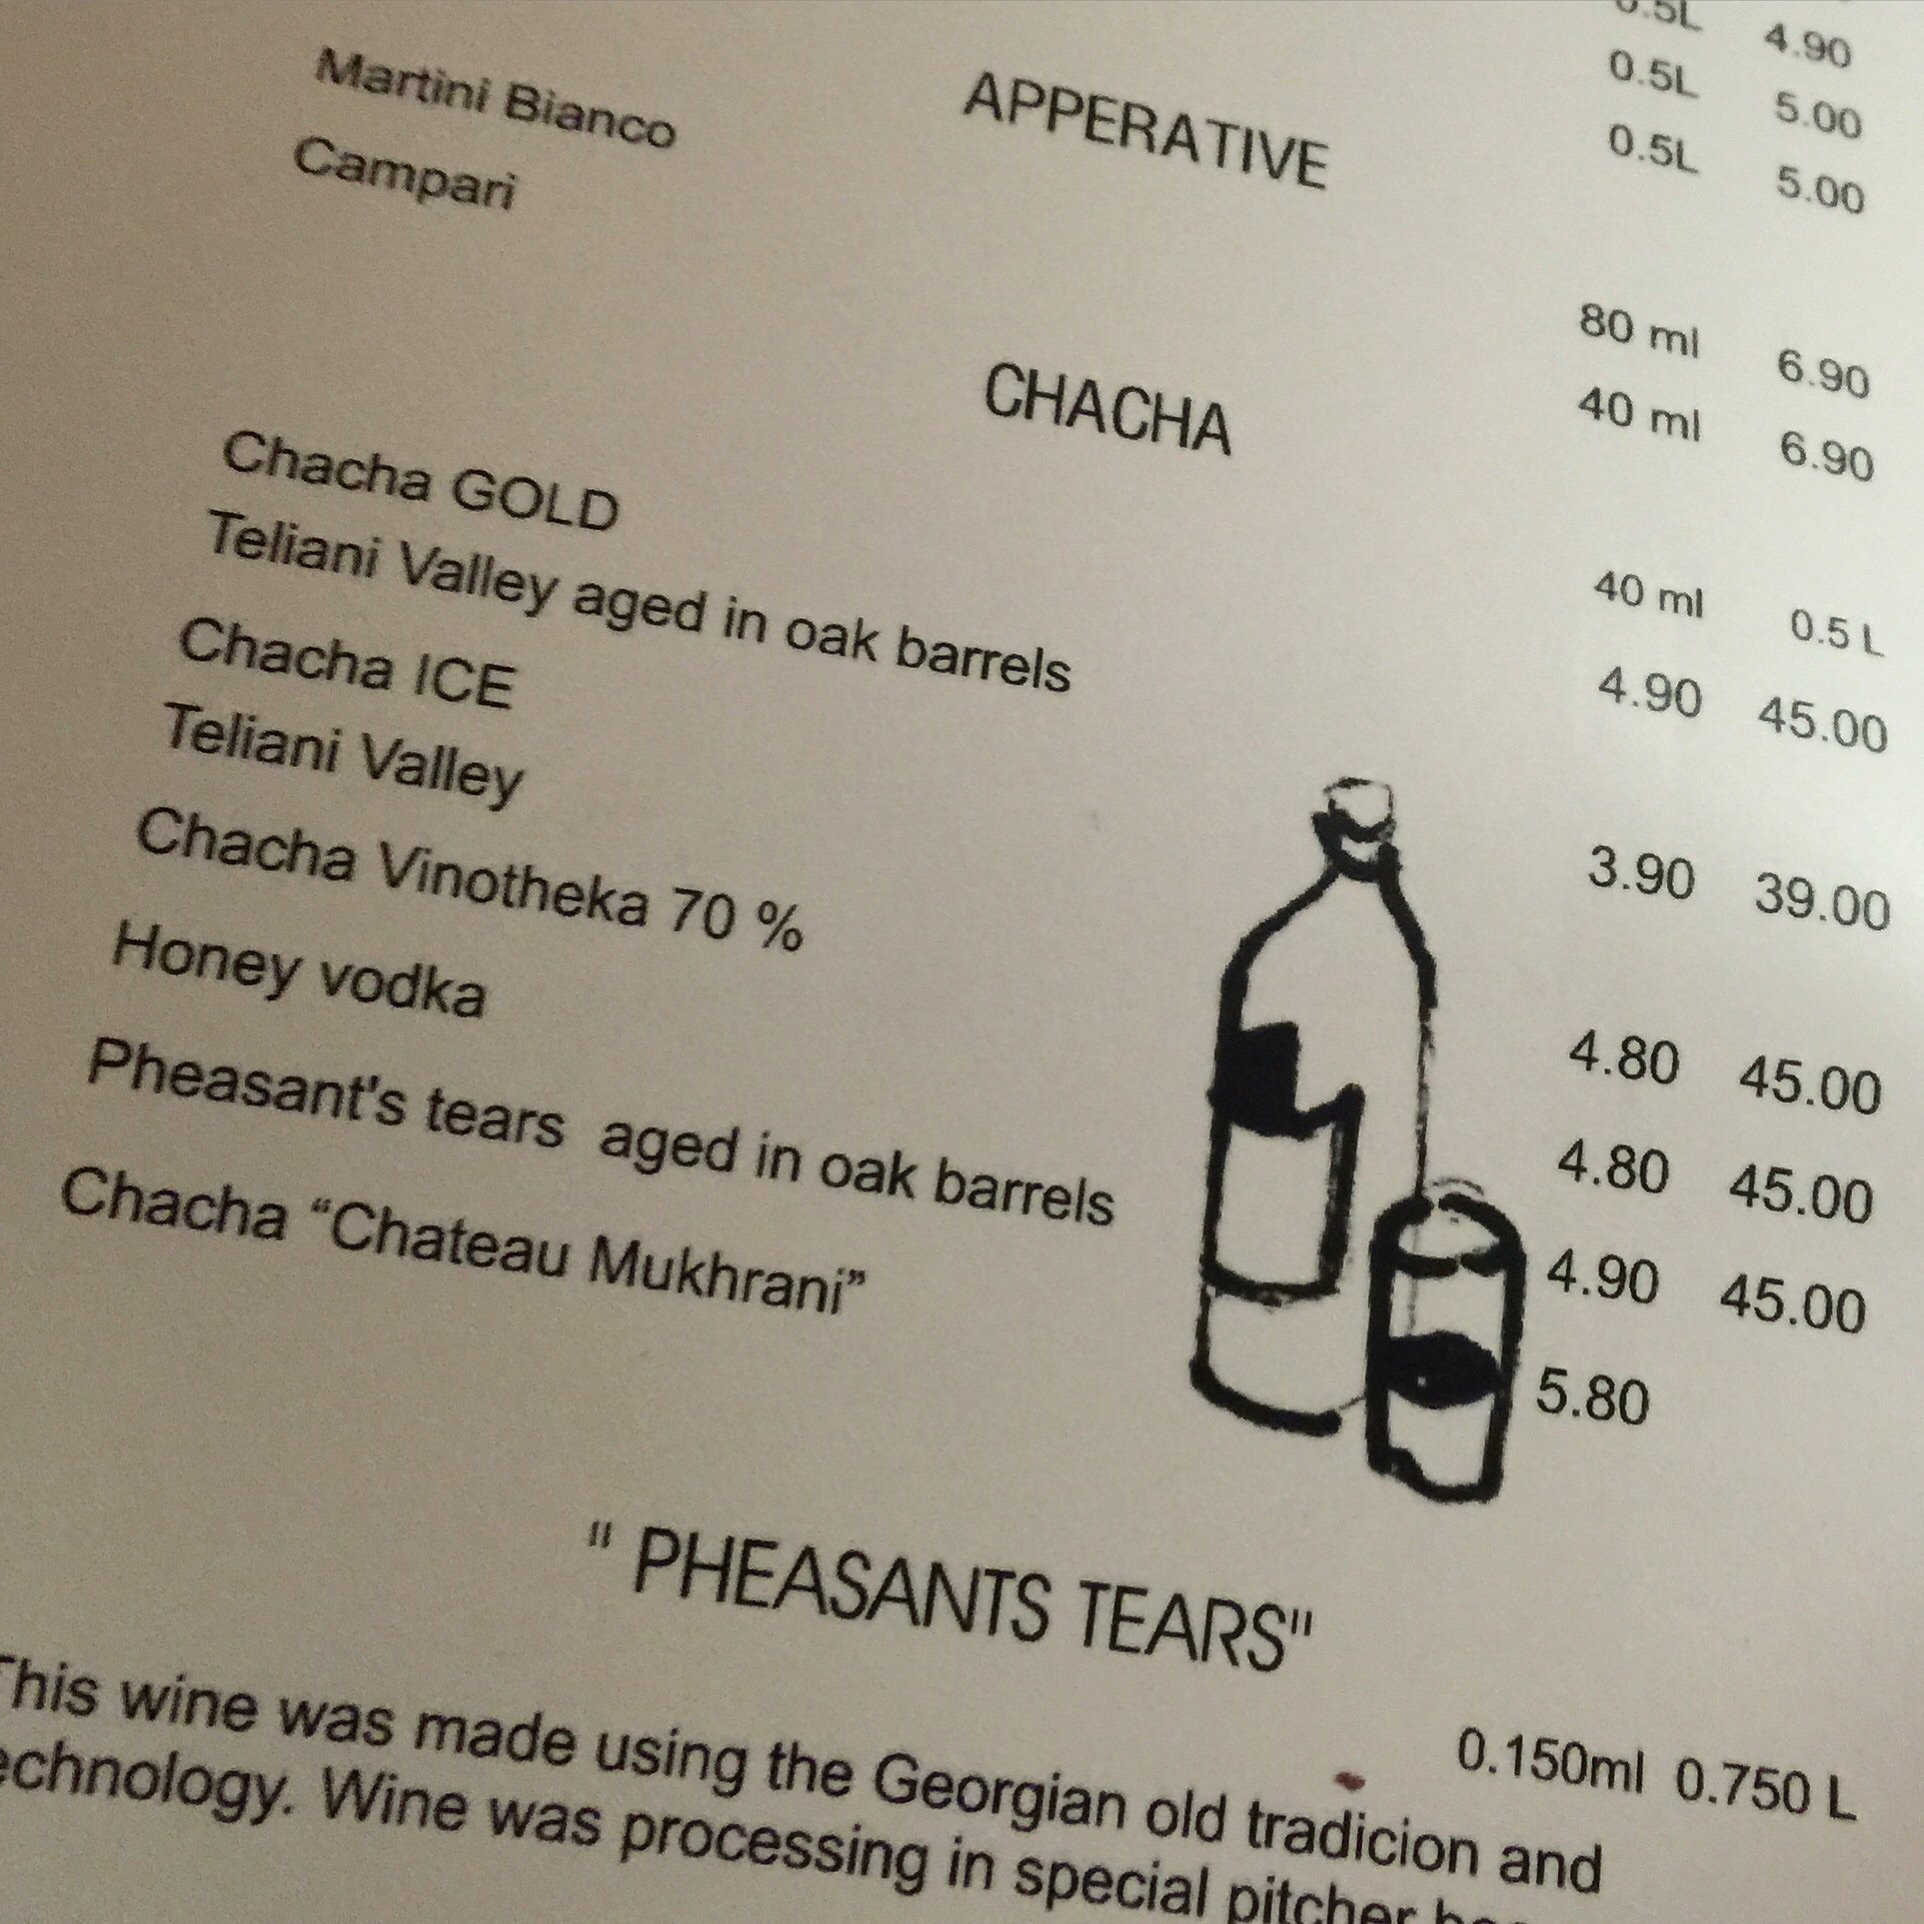 0.5L 4.90
0.5L 5.00
0.5L 5.00
APPERATIVE
Martini Bianco 80 ml 6.90
Campari 40 ml 6.90
CHACHA
40 ml 0.5 L
Chacha GOLD 4.90 45.00
Teliani Valley aged in oak barrels
Chacha ICE 3.90 39.00
Teliani Valley
Chacha Vinotheka 70 % 4.80 45.00
Honey vodka 4.80 45.00
Pheasant's tears aged in oak barrels 4.90 45.00
Chacha “Chateau Mukhrani” 5.80
" PHEASANTS TEARS"
0.150ml 0.750 L
This wine was made using the Georgian old tradicion and
echnology. Wine was processing in special pitcher